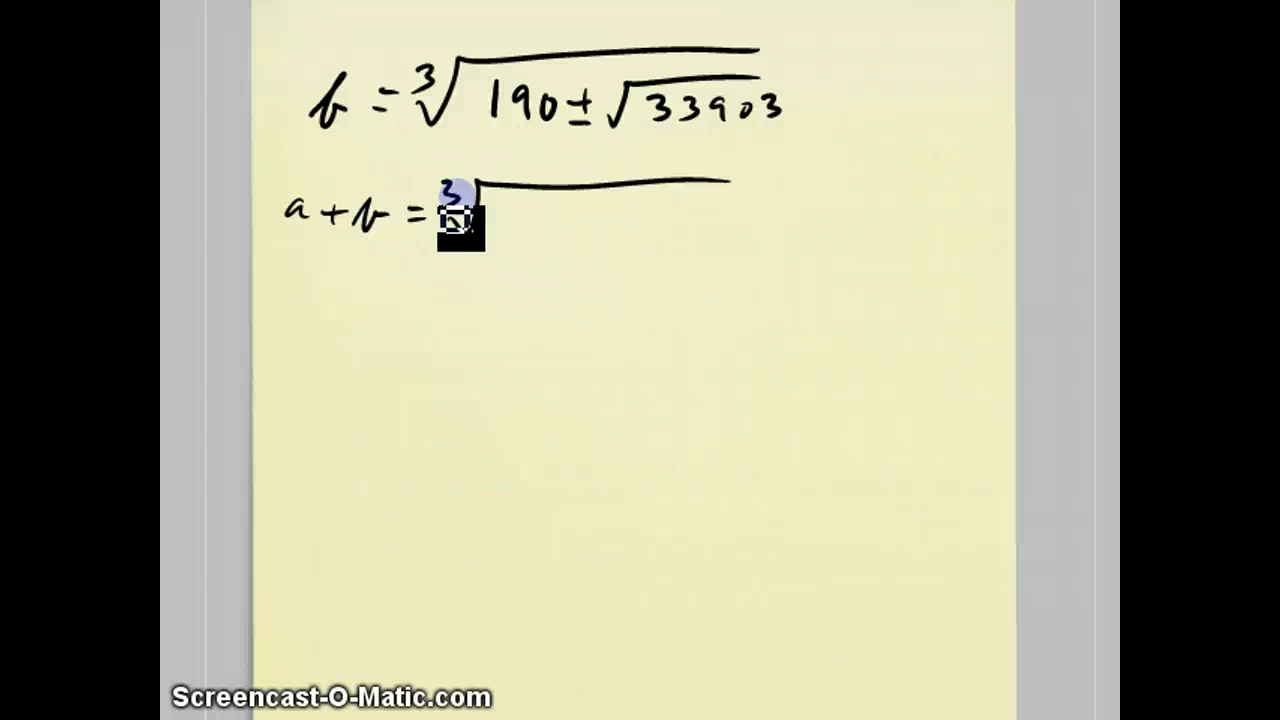 b = ∛(190 ± √33903)
a + b = ∛
Screencast-O-Matic.com